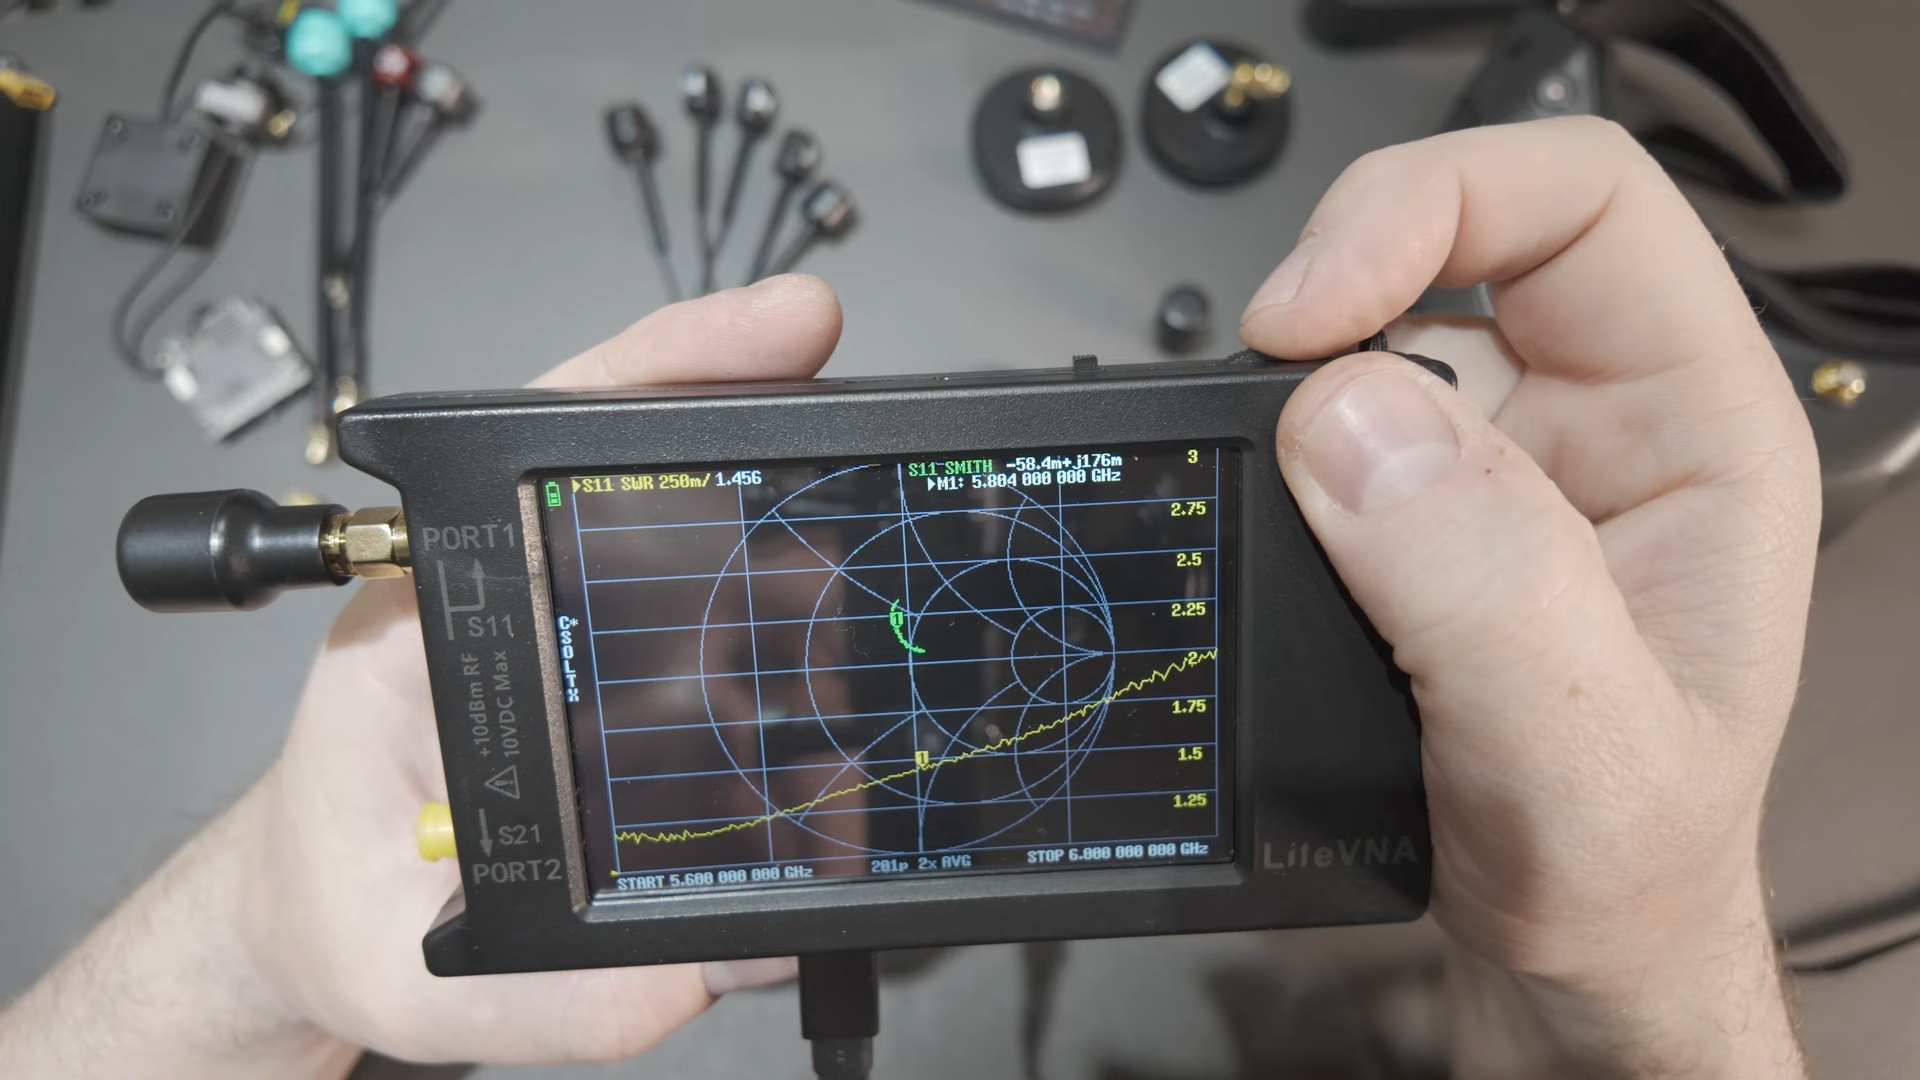 S11 SWR 250m/ 1.456
S11 SMITH -58.4m+j176m
M1: 5.804 000 000 GHz
3
2.75
2.5
2.25
2
1.75
1.5
1.25
1
1
C*
S
O
L
T
X
START 5.600 000 000 GHz
201p 2x AVG
STOP 6.000 000 000 GHz
PORT1
S11
+10dBm RF
10VDC Max
S21
PORT2
LiteVNA